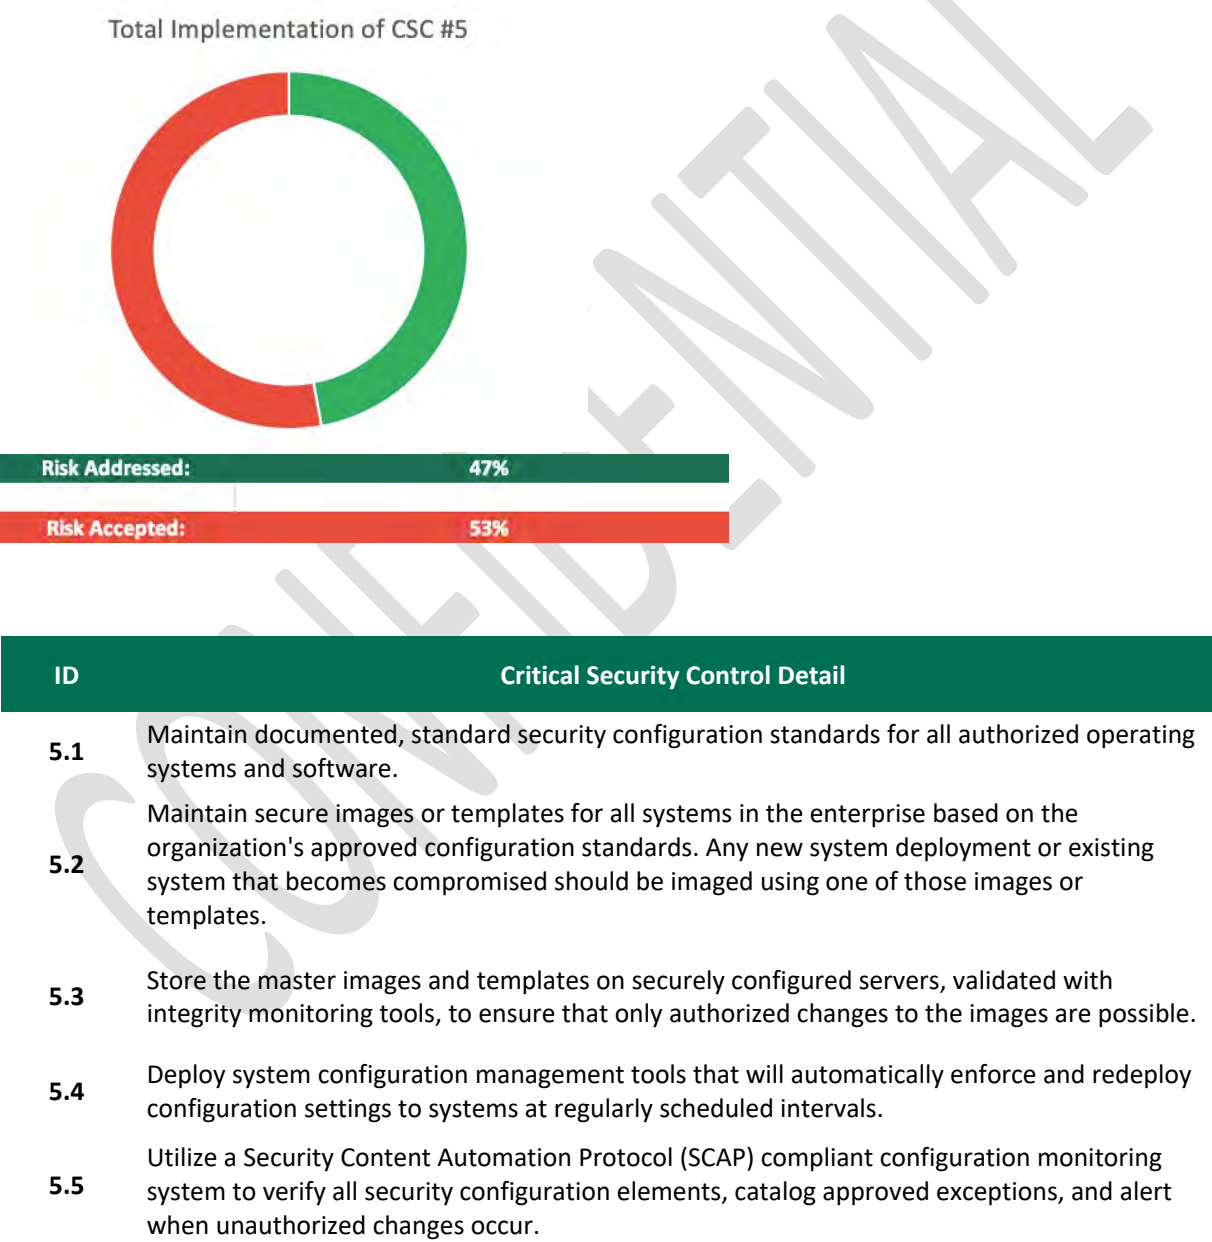 Total Implementation of CSC #5
Risk Addressed: 47%
Risk Accepted: 53%
ID Critical Security Control Detail
5.1 Maintain documented, standard security configuration standards for all authorized operating
systems and software.
5.2 Maintain secure images or templates for all systems in the enterprise based on the
organization's approved configuration standards. Any new system deployment or existing
system that becomes compromised should be imaged using one of those images or
templates.
5.3 Store the master images and templates on securely configured servers, validated with
integrity monitoring tools, to ensure that only authorized changes to the images are possible.
5.4 Deploy system configuration management tools that will automatically enforce and redeploy
configuration settings to systems at regularly scheduled intervals.
5.5 Utilize a Security Content Automation Protocol (SCAP) compliant configuration monitoring
system to verify all security configuration elements, catalog approved exceptions, and alert
when unauthorized changes occur.
CONFIDENTIAL